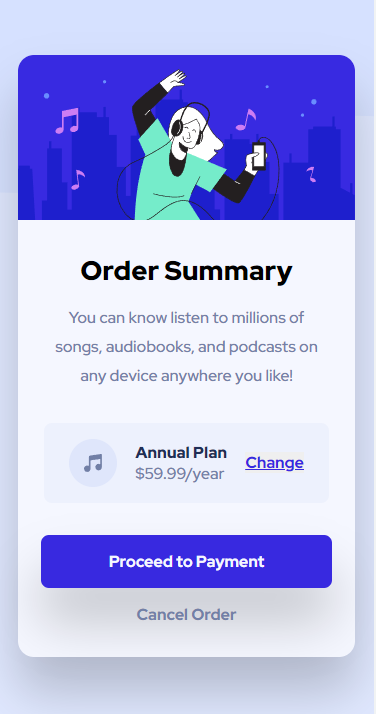 Order Summary
You can know listen to millions of
songs, audiobooks, and podcasts on
any device anywhere you like!
Annual Plan
$59.99/year
Change
Proceed to Payment
Cancel Order